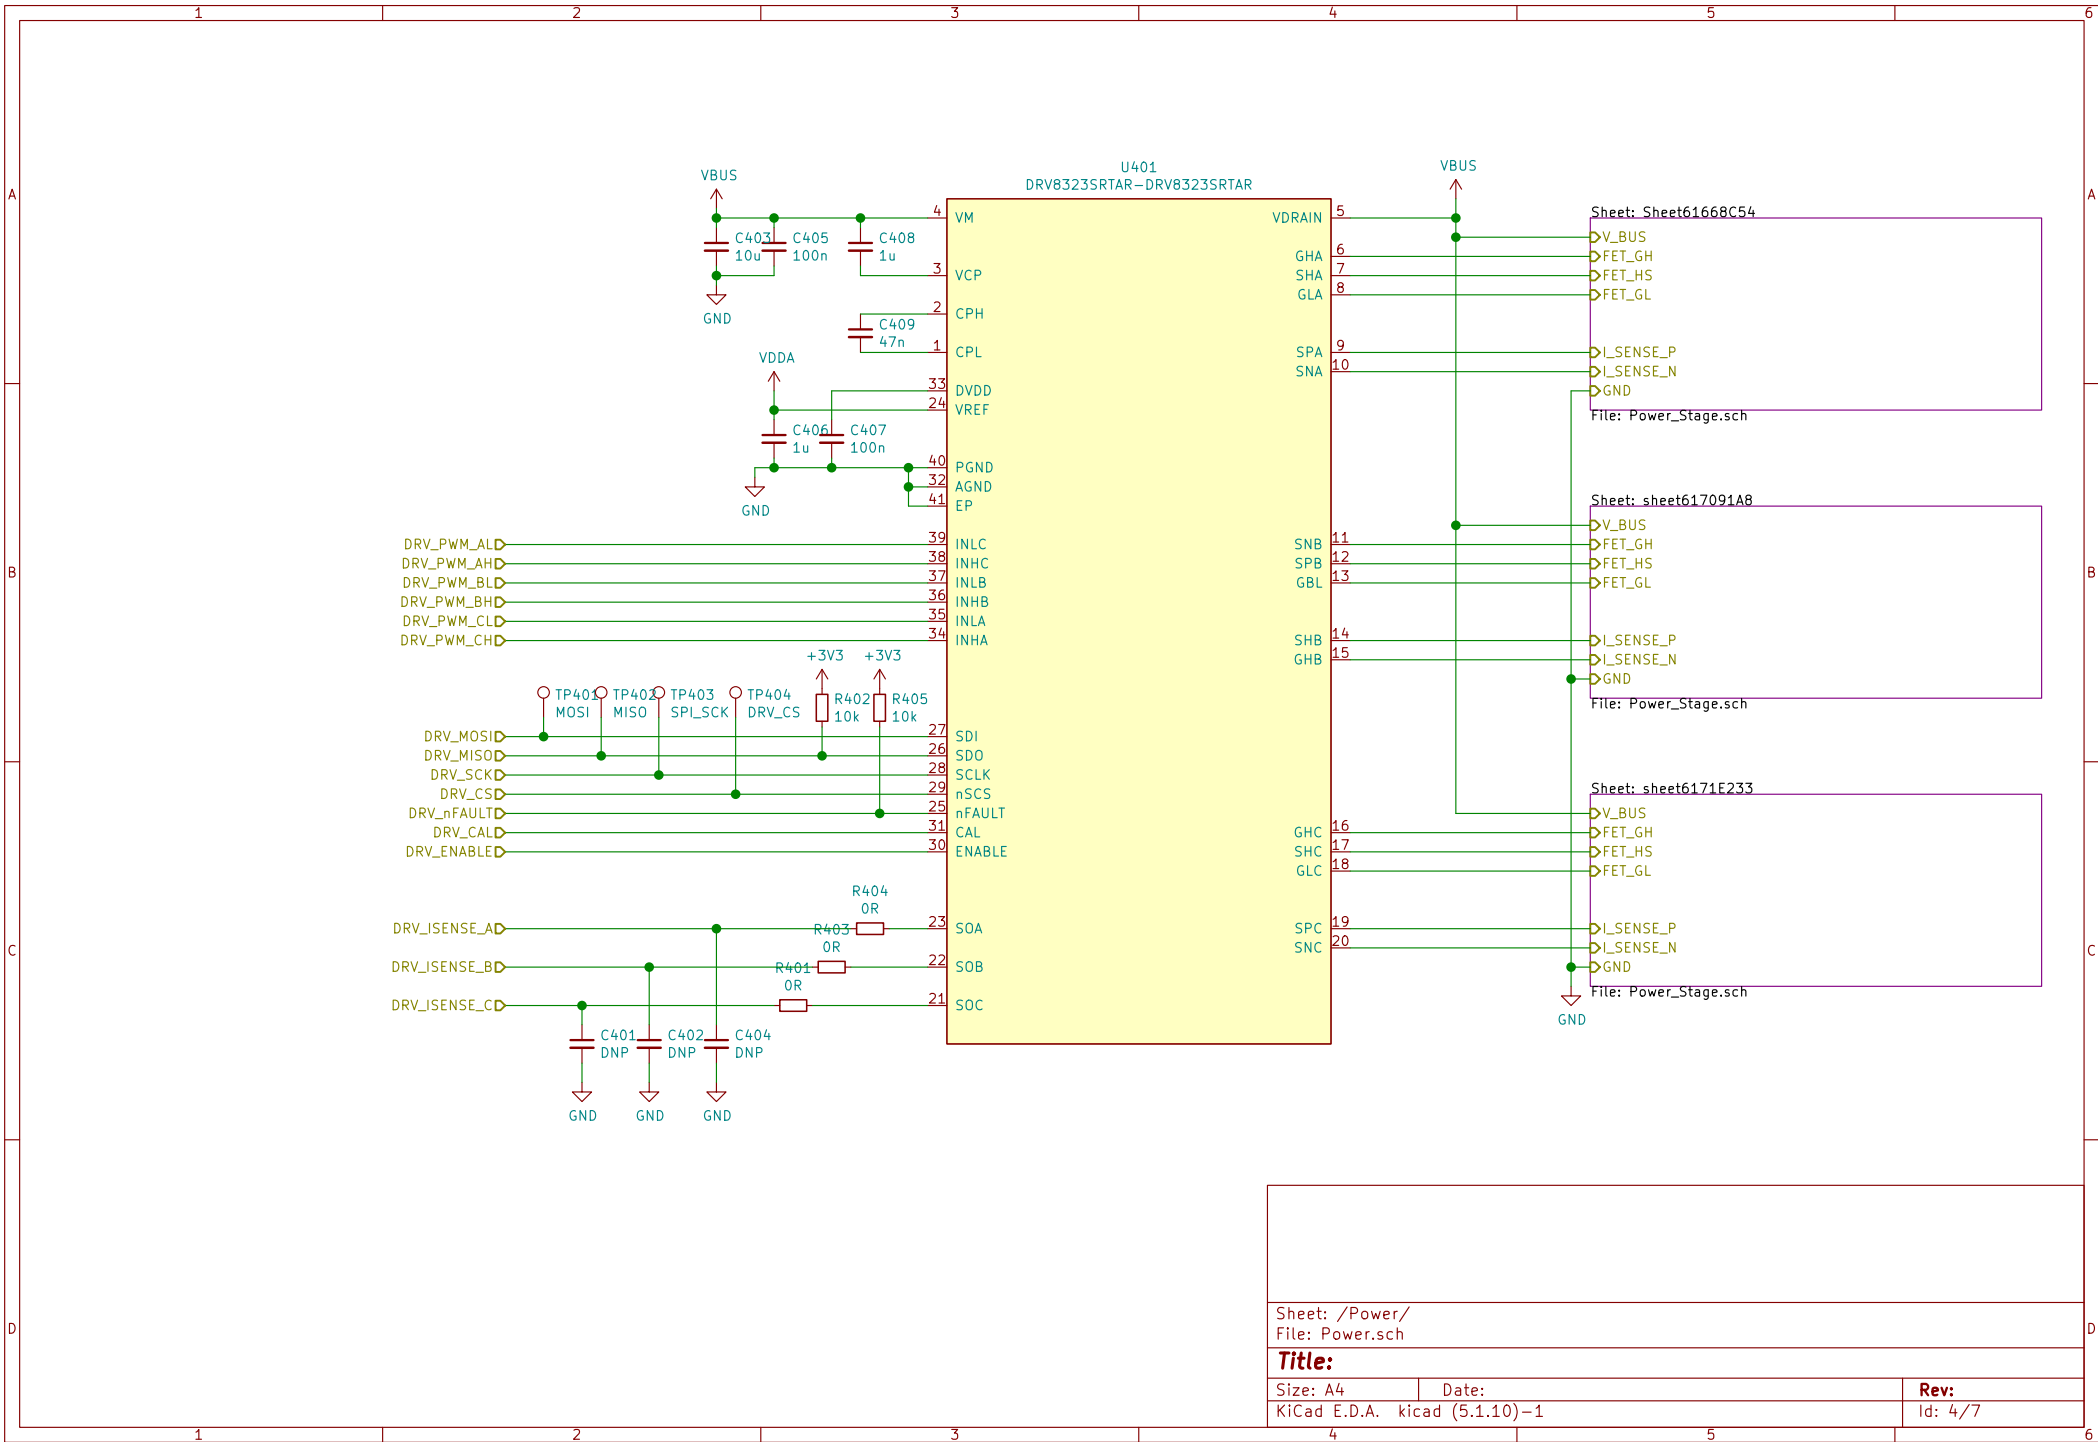 1 2 3 4 5 6
A A
B B
C C
D D
U401
DRV8323SRTAR-DRV8323SRTAR
VBUS
C403
10u
C405
100n
C408
1u
GND
C409
47n
VDDA
C406
1u
C407
100n
GND
4 VM
3 VCP
2 CPH
1 CPL
33 DVDD
24 VREF
40 PGND
32 AGND
41 EP
DRV_PWM_AL 39 INLC
DRV_PWM_AH 38 INHC
DRV_PWM_BL 37 INLB
DRV_PWM_BH 36 INHB
DRV_PWM_CL 35 INLA
DRV_PWM_CH 34 INHA
+3V3 +3V3
TP401
MOSI
TP402
MISO
TP403
SPI_SCK
TP404
DRV_CS
R402
10k
R405
10k
DRV_MOSI 27 SDI
DRV_MISO 26 SDO
DRV_SCK 28 SCLK
DRV_CS 29 nSCS
DRV_nFAULT 25 nFAULT
DRV_CAL 31 CAL
DRV_ENABLE 30 ENABLE
R404
0R
DRV_ISENSE_A 23 SOA
R403
0R
DRV_ISENSE_B 22 SOB
R401
0R
DRV_ISENSE_C 21 SOC
C401
DNP
C402
DNP
C404
DNP
GND GND GND
VBUS
VDRAIN 5
GHA 6
SHA 7
GLA 8
SPA 9
SNA 10
SNB 11
SPB 12
GBL 13
SHB 14
GHB 15
GHC 16
SHC 17
GLC 18
SPC 19
SNC 20
Sheet: Sheet61668C54
V_BUS
FET_GH
FET_HS
FET_GL
I_SENSE_P
I_SENSE_N
GND
File: Power_Stage.sch
Sheet: sheet617091A8
V_BUS
FET_GH
FET_HS
FET_GL
I_SENSE_P
I_SENSE_N
GND
File: Power_Stage.sch
Sheet: sheet6171E233
V_BUS
FET_GH
FET_HS
FET_GL
I_SENSE_P
I_SENSE_N
GND
File: Power_Stage.sch
GND
Sheet: /Power/
File: Power.sch
Title:
Size: A4 Date: Rev:
KiCad E.D.A. kicad (5.1.10)-1 Id: 4/7
1 2 3 4 5 6